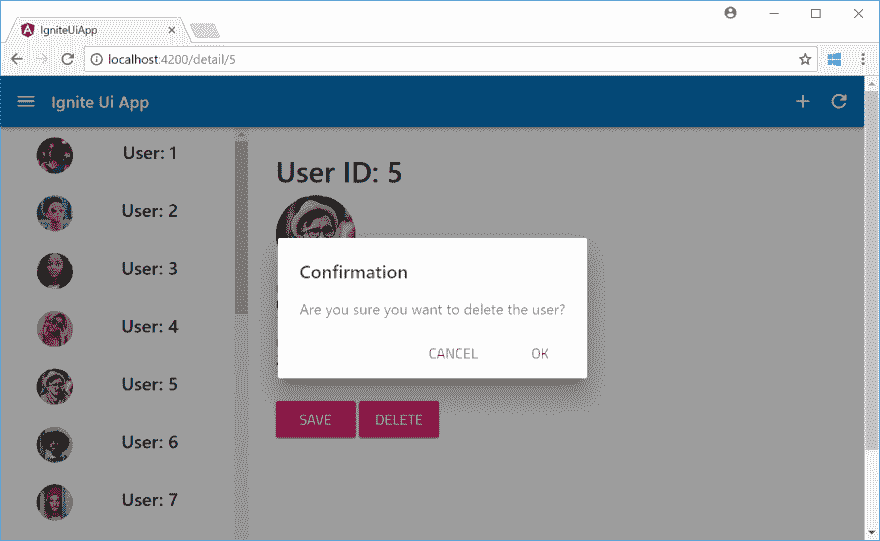 IgniteUiApp
localhost:4200/detail/5
Ignite Ui App
User: 1
User: 2
User: 3
User: 4
User: 5
User: 6
User: 7
User ID: 5
Confirmation
Are you sure you want to delete the user?
CANCEL OK
SAVE DELETE